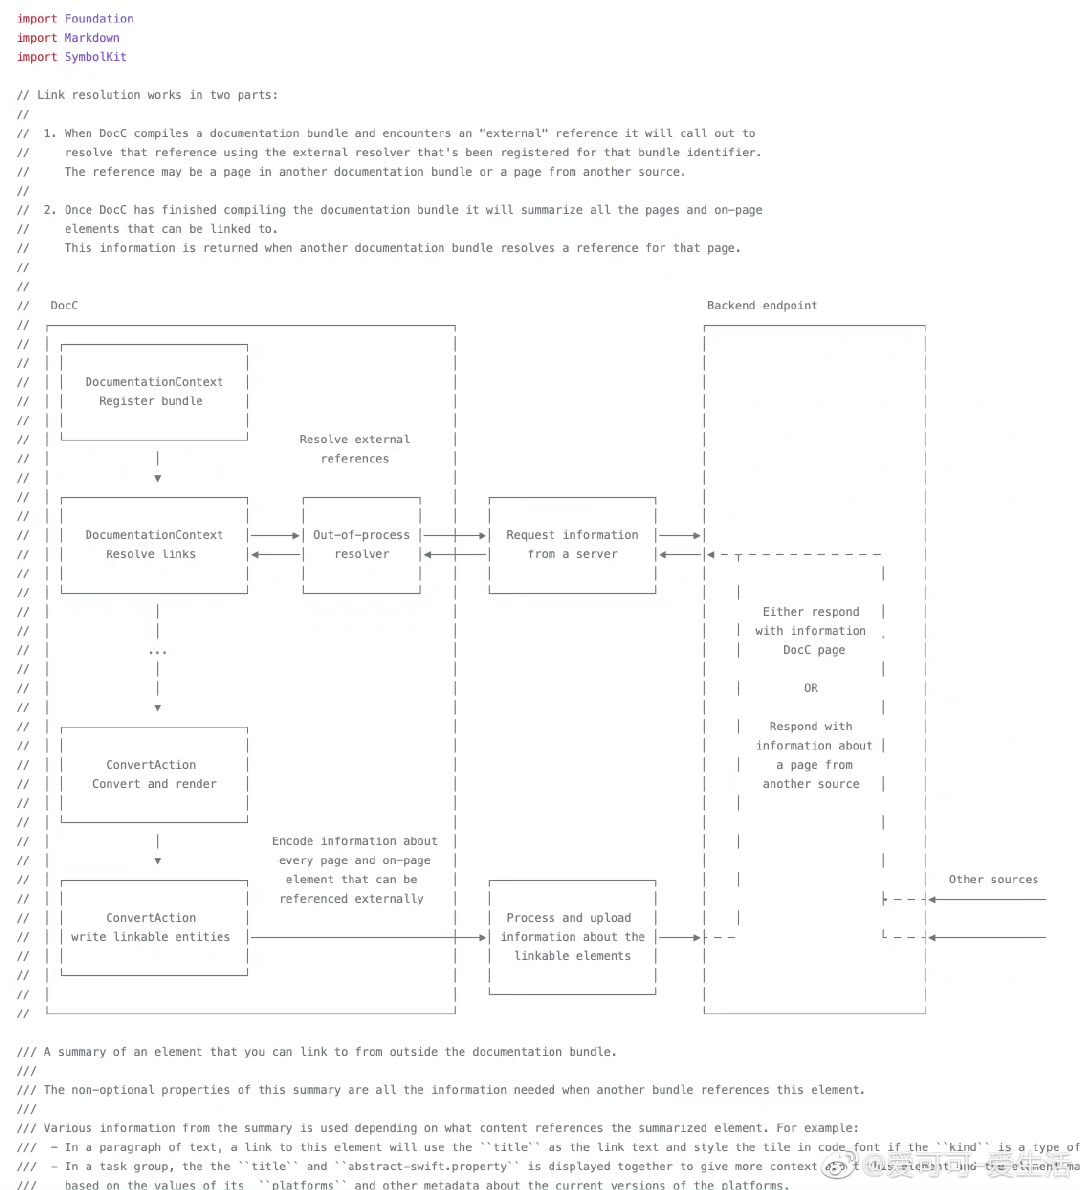 import Foundation
import Markdown
import SymbolKit
// Link resolution works in two parts:
//
//  1. When DocC compiles a documentation bundle and encounters an "external" reference it will call out to
//     resolve that reference using the external resolver that's been registered for that bundle identifier.
//     The reference may be a page in another documentation bundle or a page from another source.
//
//  2. Once DocC has finished compiling the documentation bundle it will summarize all the pages and on-page
//     elements that can be linked to.
//     This information is returned when another documentation bundle resolves a reference for that page.
//
//
//   DocC   Backend endpoint
//
//
//
//   DocumentationContext
//   Register bundle
//
//   Resolve external
//   references
//
//
//
//   DocumentationContext   Out-of-process   Request information
//   Resolve links   resolver   from a server
//
//
//   Either respond
//   with information
//   ...   DocC page
//
//   OR
//
//   Respond with
//   information about
//   ConvertAction   a page from
//   Convert and render   another source
//
//
//   Encode information about
//   every page and on-page
//   element that can be   Other sources
//   referenced externally
//   ConvertAction   Process and upload
//   write linkable entities   information about the
//   linkable elements
//
//
//
/// A summary of an element that you can link to from outside the documentation bundle.
///
/// The non-optional properties of this summary are all the information needed when another bundle references this element.
///
/// Various information from the summary is used depending on what content references the summarized element. For example:
///  - In a paragraph of text, a link to this element will use the ``title`` as the link text and style the tile in code font if the ``kind`` is a type of
///  - In a task group, the the ``title`` and ``abstract-swift.property`` is displayed together to give more context about this element and the element ma
///    based on the values of its  ``platforms`` and other metadata about the current versions of the platforms.
@爱可可-爱生活